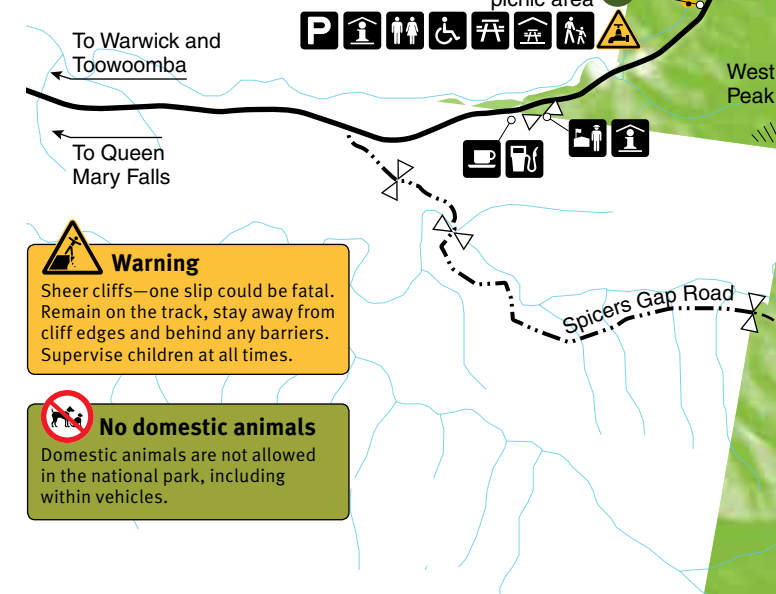 picnic area
P
To Warwick and
Toowoomba
West
Peak
To Queen
Mary Falls
Warning
Sheer cliffs—one slip could be fatal.
Remain on the track, stay away from
cliff edges and behind any barriers.
Supervise children at all times.
Spicers Gap Road
No domestic animals
Domestic animals are not allowed
in the national park, including
within vehicles.